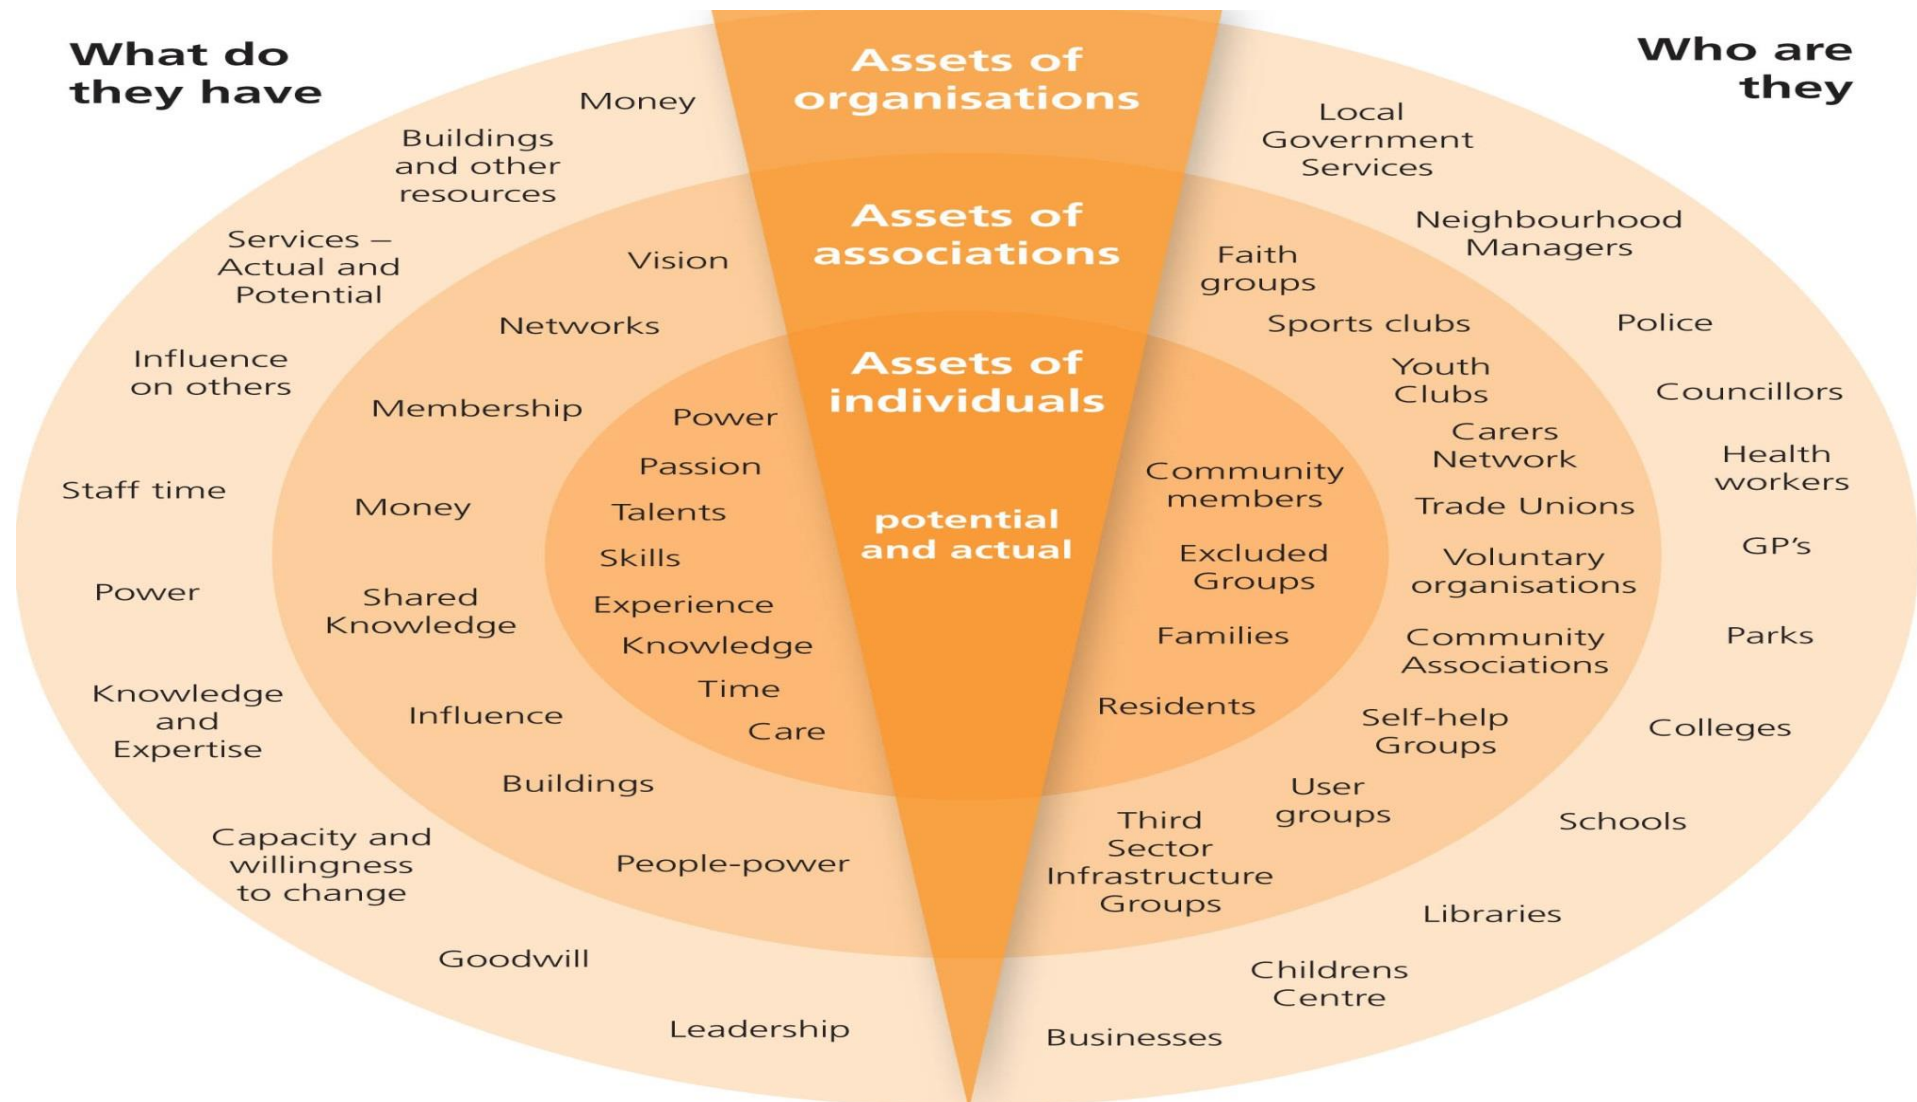 What do
they have
Who are
they
Assets of
organisations
Assets of
associations
Assets of
individuals
potential
and actual
Money
Buildings
and other
resources
Services –
Actual and
Potential
Influence
on others
Staff time
Power
Knowledge
and
Expertise
Capacity and
willingness
to change
Goodwill
Leadership
Vision
Networks
Membership
Money
Shared
Knowledge
Influence
Buildings
People-power
Power
Passion
Talents
Skills
Experience
Knowledge
Time
Care
Community
members
Excluded
Groups
Families
Residents
Faith
groups
Sports clubs
Youth
Clubs
Carers
Network
Trade Unions
Voluntary
organisations
Community
Associations
Self-help
Groups
User
groups
Third
Sector
Infrastructure
Groups
Local
Government
Services
Neighbourhood
Managers
Police
Councillors
Health
workers
GP’s
Parks
Colleges
Schools
Libraries
Childrens
Centre
Businesses